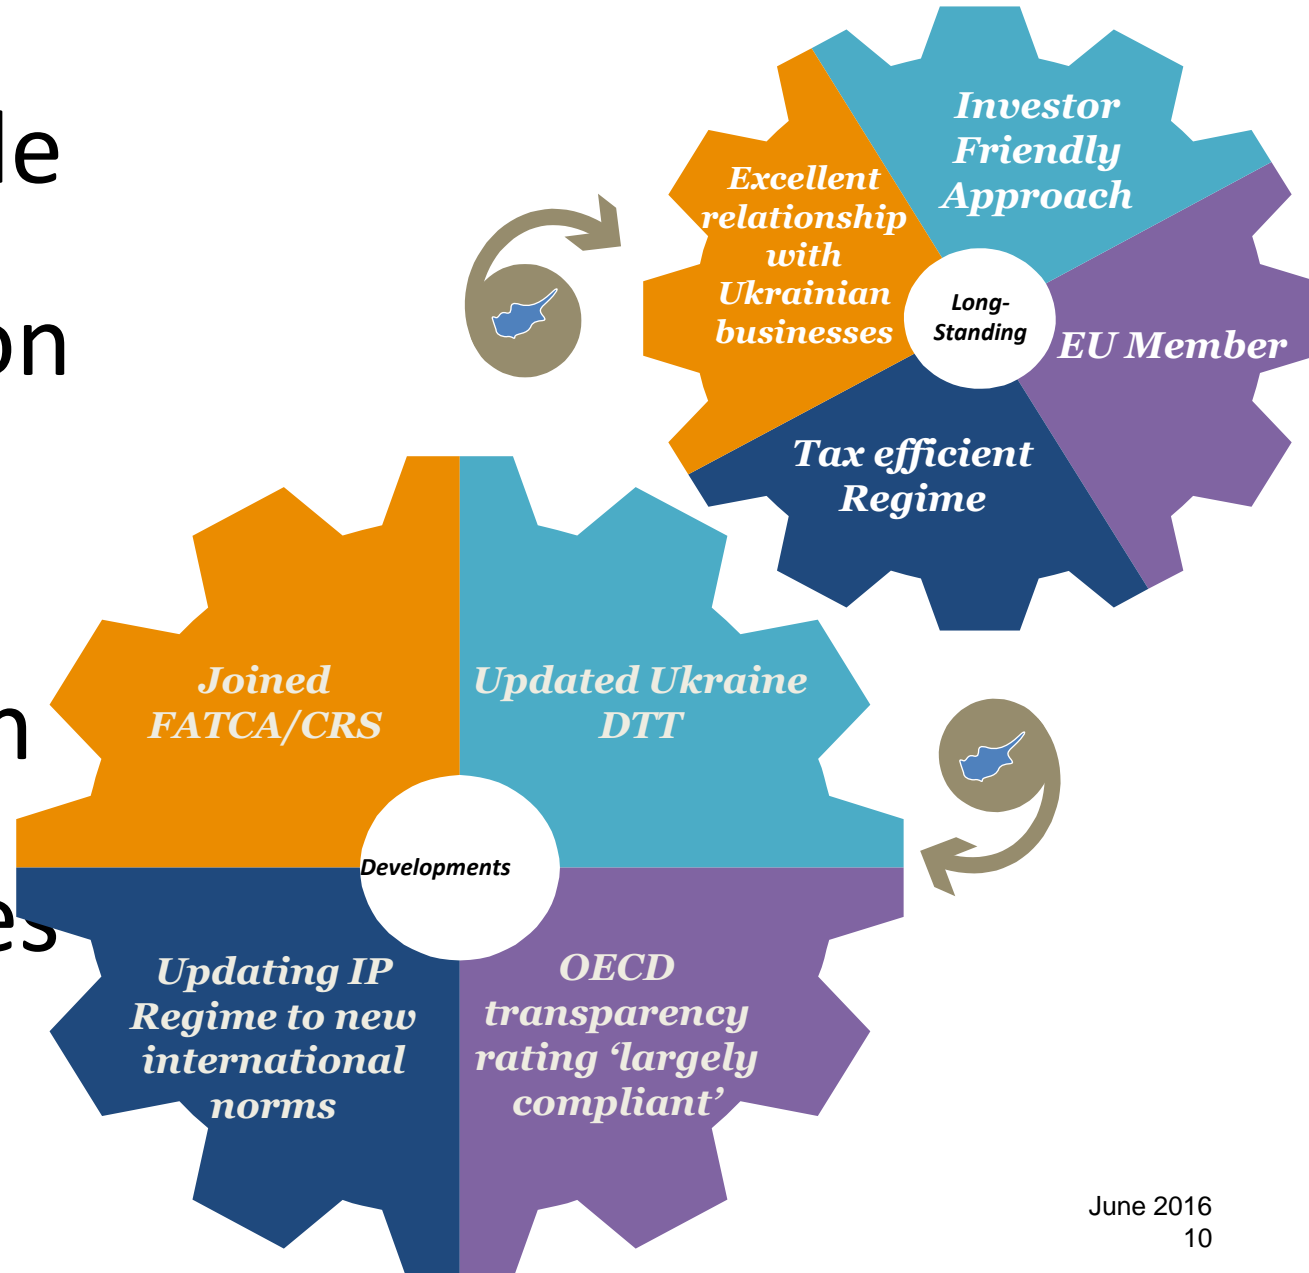 Investor
Friendly
Approach
Excellent
relationship
with
Ukrainian
businesses
Long-
Standing
EU Member
Tax efficient
Regime
Joined
FATCA/CRS
Updated Ukraine
DTT
Developments
Updating IP
Regime to new
international
norms
OECD
transparency
rating ‘largely
compliant’
June 2016
10